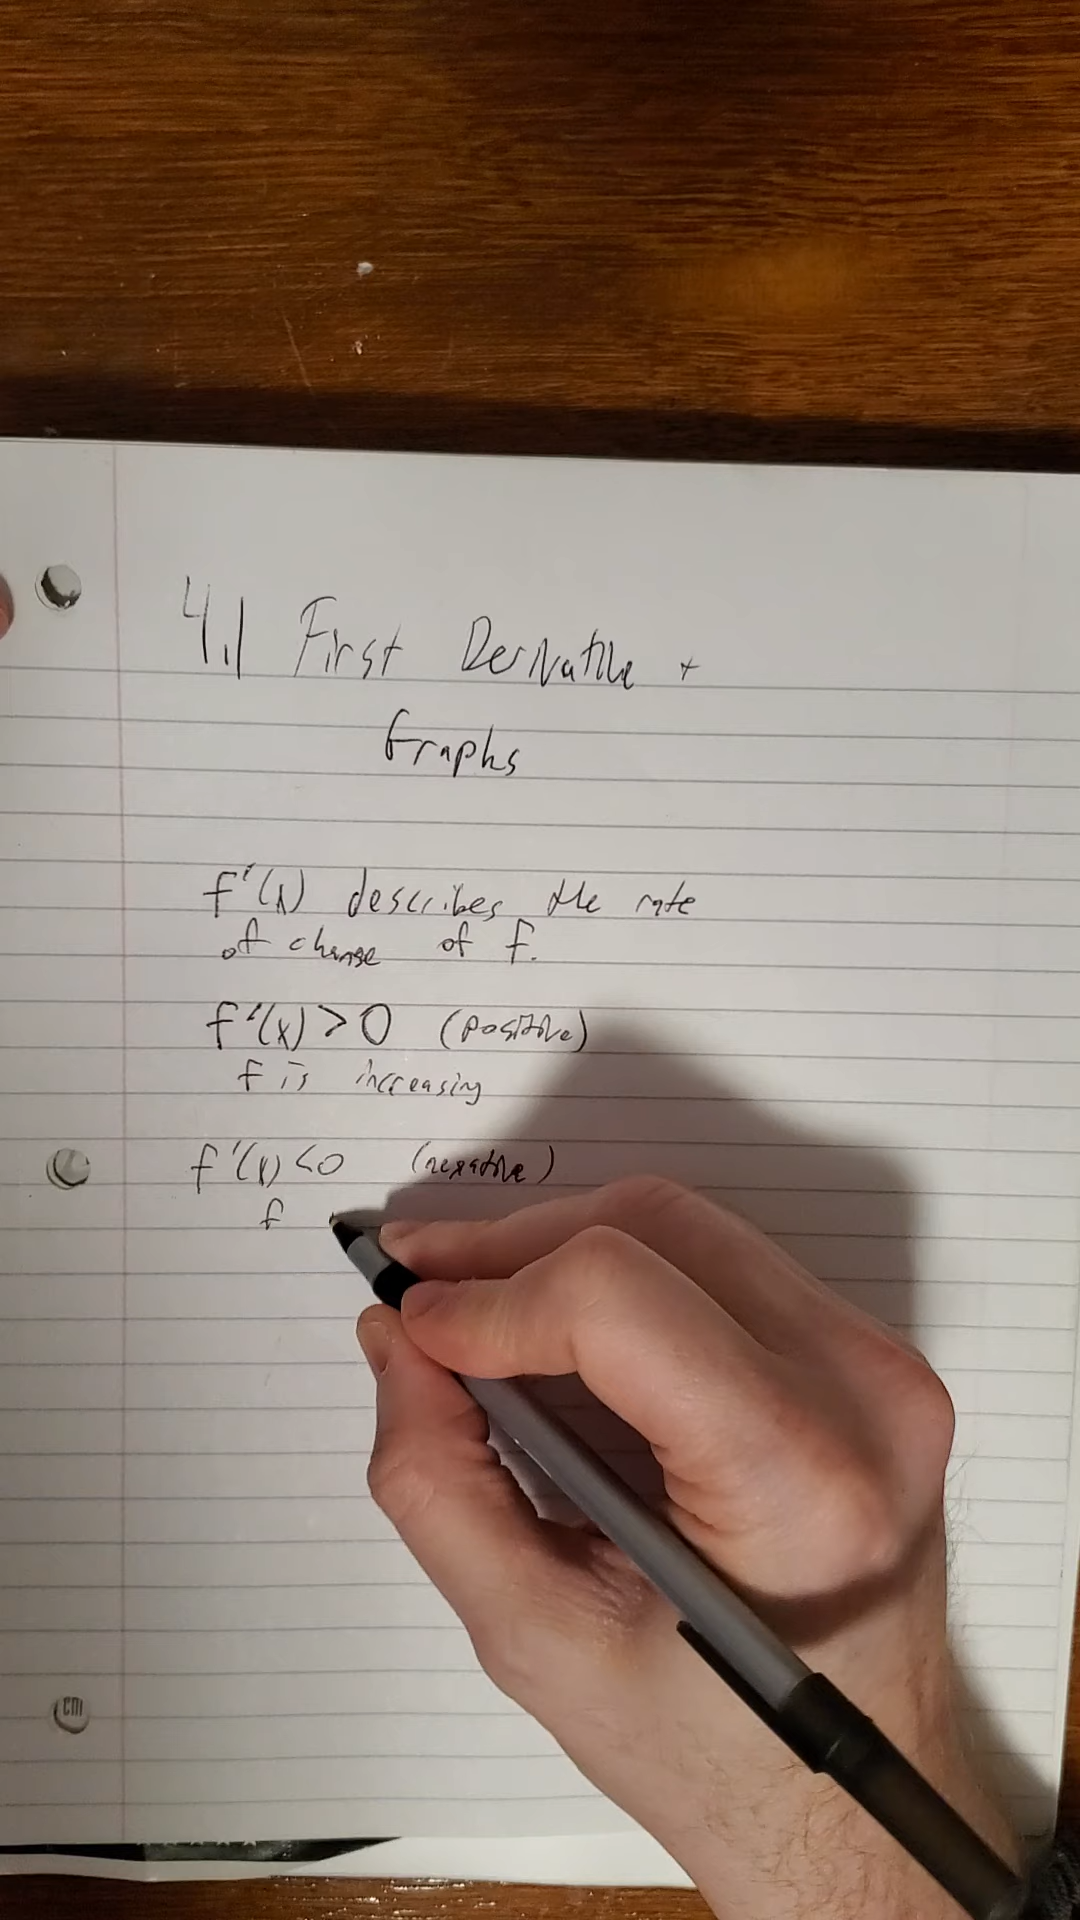 4.1 First Derivative +
Graphs
f'(x) describes the rate
of change of f.
f'(x) > 0 (positive)
f is increasing
f'(x) < 0 (negative)
f